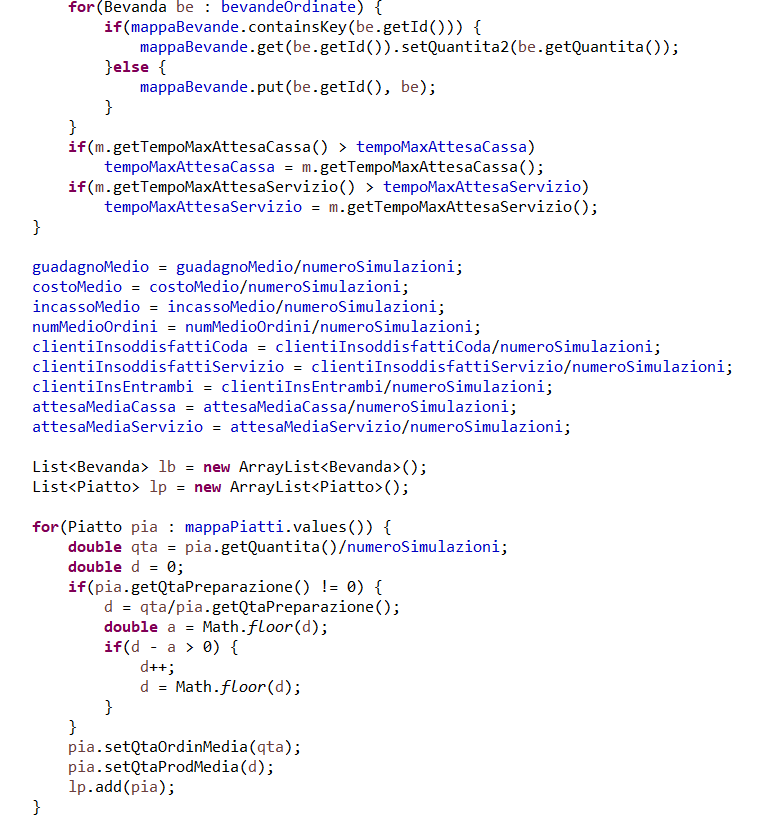 for(Bevanda be : bevandeOrdinate) {
if(mappaBevande.containsKey(be.getId())) {
mappaBevande.get(be.getId()).setQuantita2(be.getQuantita());
}else {
mappaBevande.put(be.getId(), be);
}
}
if(m.getTempoMaxAttesaCassa() > tempoMaxAttesaCassa)
tempoMaxAttesaCassa = m.getTempoMaxAttesaCassa();
if(m.getTempoMaxAttesaServizio() > tempoMaxAttesaServizio)
tempoMaxAttesaServizio = m.getTempoMaxAttesaServizio();
}
guadagnoMedio = guadagnoMedio/numeroSimulazioni;
costoMedio = costoMedio/numeroSimulazioni;
incassoMedio = incassoMedio/numeroSimulazioni;
numMedioOrdini = numMedioOrdini/numeroSimulazioni;
clientiInsoddisfattiCoda = clientiInsoddisfattiCoda/numeroSimulazioni;
clientiInsoddisfattiServizio = clientiInsoddisfattiServizio/numeroSimulazioni;
clientiInsEntrambi = clientiInsEntrambi/numeroSimulazioni;
attesaMediaCassa = attesaMediaCassa/numeroSimulazioni;
attesaMediaServizio = attesaMediaServizio/numeroSimulazioni;
List<Bevanda> lb = new ArrayList<Bevanda>();
List<Piatto> lp = new ArrayList<Piatto>();
for(Piatto pia : mappaPiatti.values()) {
double qta = pia.getQuantita()/numeroSimulazioni;
double d = 0;
if(pia.getQtaPreparazione() != 0) {
d = qta/pia.getQtaPreparazione();
double a = Math.floor(d);
if(d - a > 0) {
d++;
d = Math.floor(d);
}
}
pia.setQtaOrdinMedia(qta);
pia.setQtaProdMedia(d);
lp.add(pia);
}